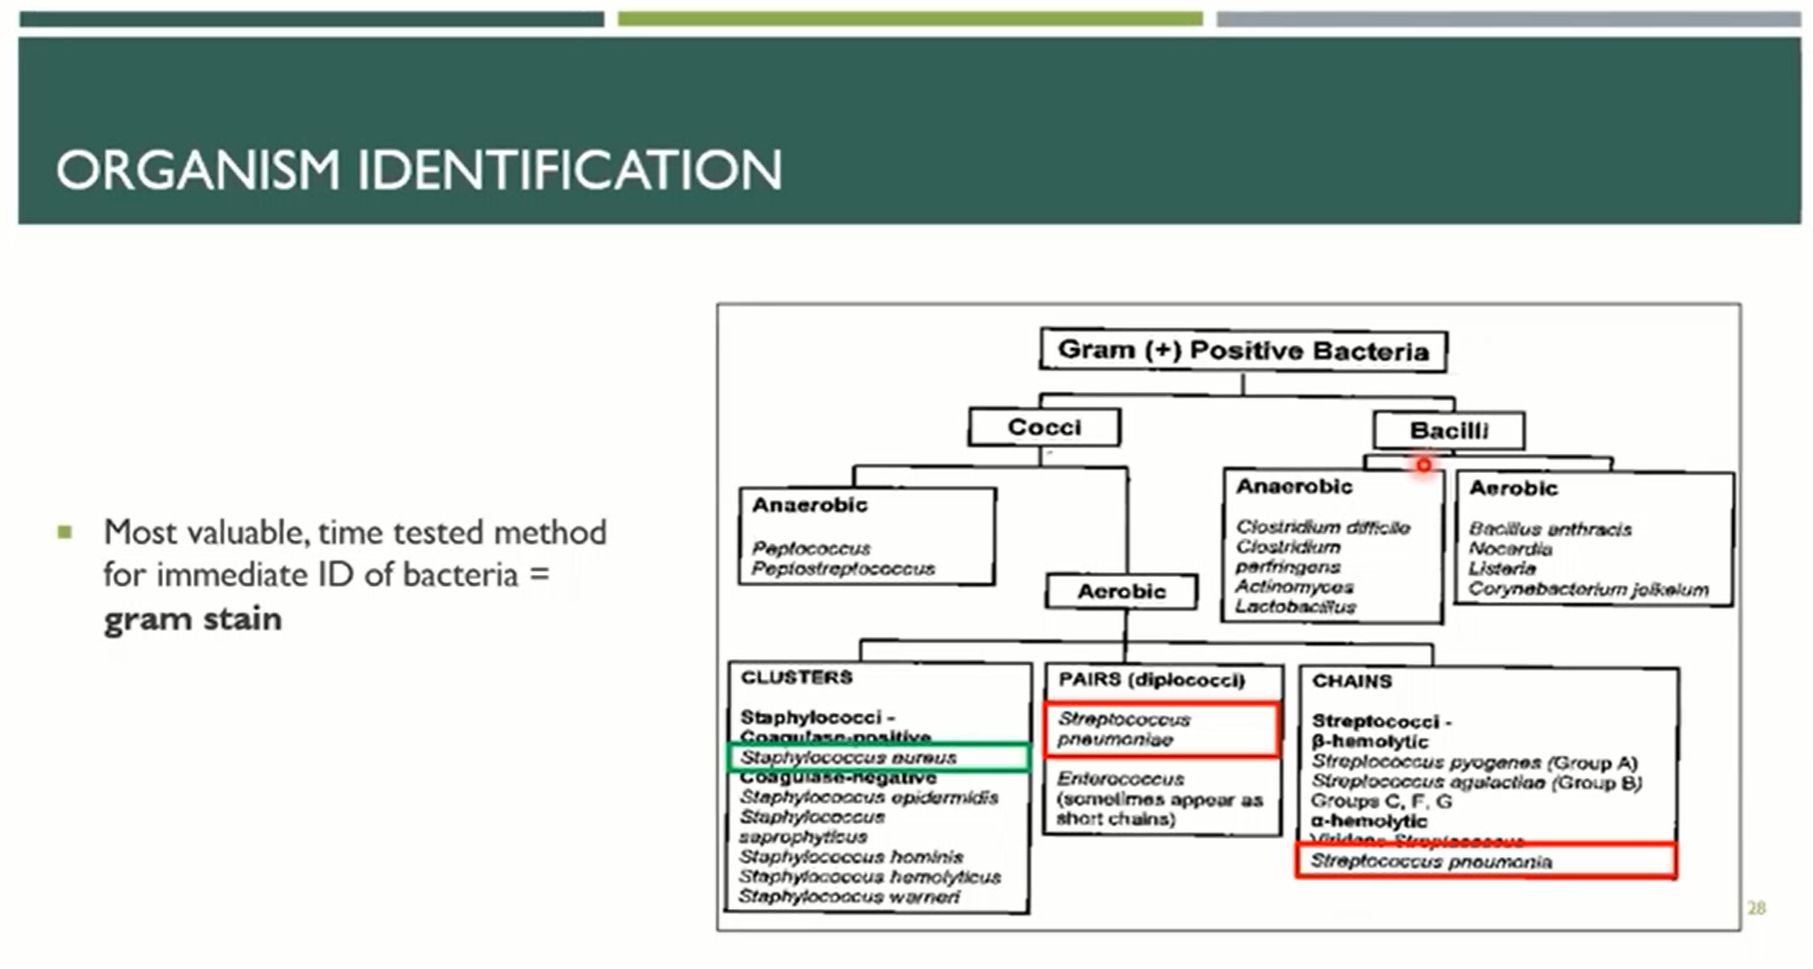 ORGANISM IDENTIFICATION
Most valuable, time tested method
for immediate ID of bacteria =
gram stain
Gram (+) Positive Bacteria
Cocci
Bacilli
Anaerobic
Peptococcus
Peptostreptococcus
Aerobic
Anaerobic
Clostridium difficile
Clostridium
perfringens
Actinomyces
Lactobacillus
Aerobic
Bacillus anthracis
Nocardia
Listeria
Corynebacterium jeikeium
CLUSTERS
Staphylococci -
Coagulase-positive
Staphylococcus aureus
Coagulase-negative
Staphylococcus epidermidis
Staphylococcus
saprophyticus
Staphylococcus hominis
Staphylococcus hemolyticus
Staphylococcus warneri
PAIRS (diplococci)
Streptococcus
pneumoniae
Enterococcus
(sometimes appear as
short chains)
CHAINS
Streptococci -
β-hemolytic
Streptococcus pyogenes (Group A)
Streptococcus agalactiae (Group B)
Groups C, F, G
α-hemolytic
Viridans Streptococcus
Streptococcus pneumonia
28